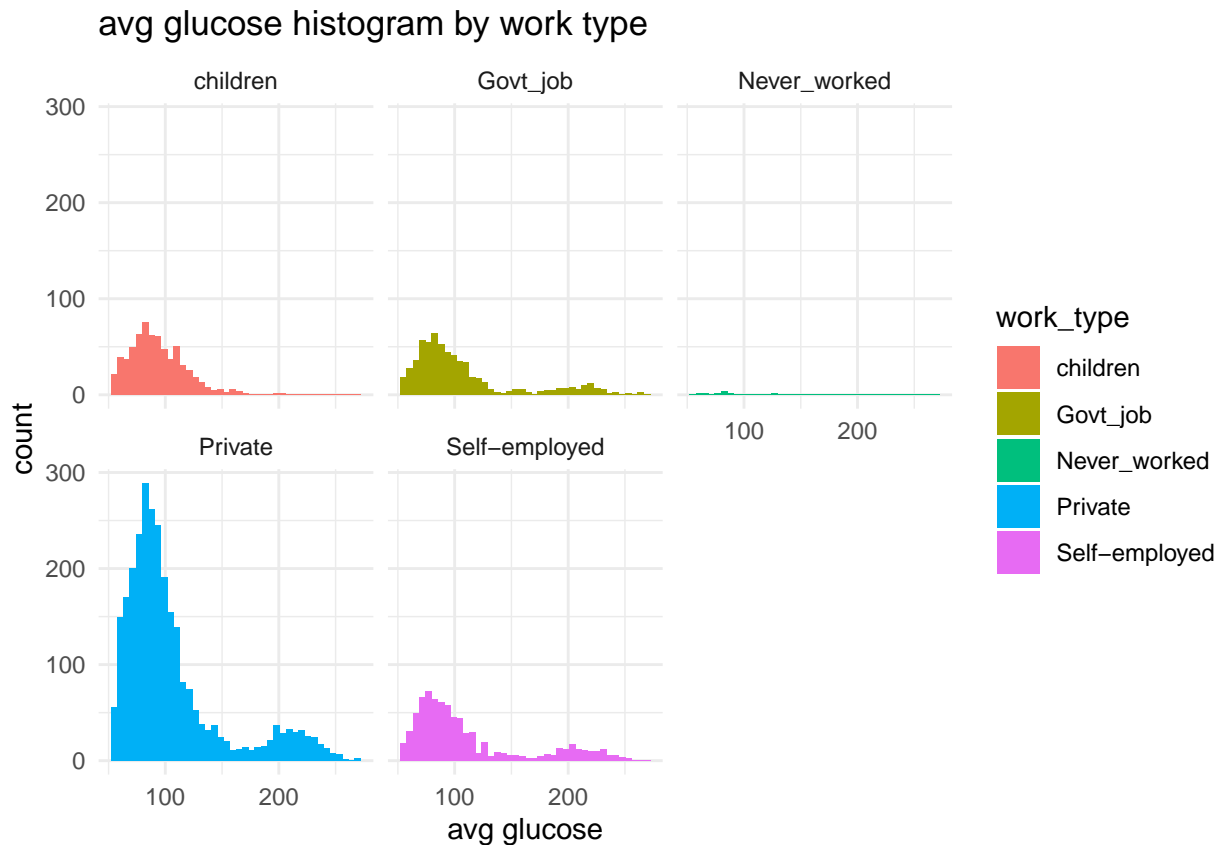 avg glucose histogram by work type
children
Govt_job
Never_worked
300
200
100
0
100 200
Private
Self−employed
300
200
100
0
100 200
100 200
count
avg glucose
work_type
children
Govt_job
Never_worked
Private
Self−employed